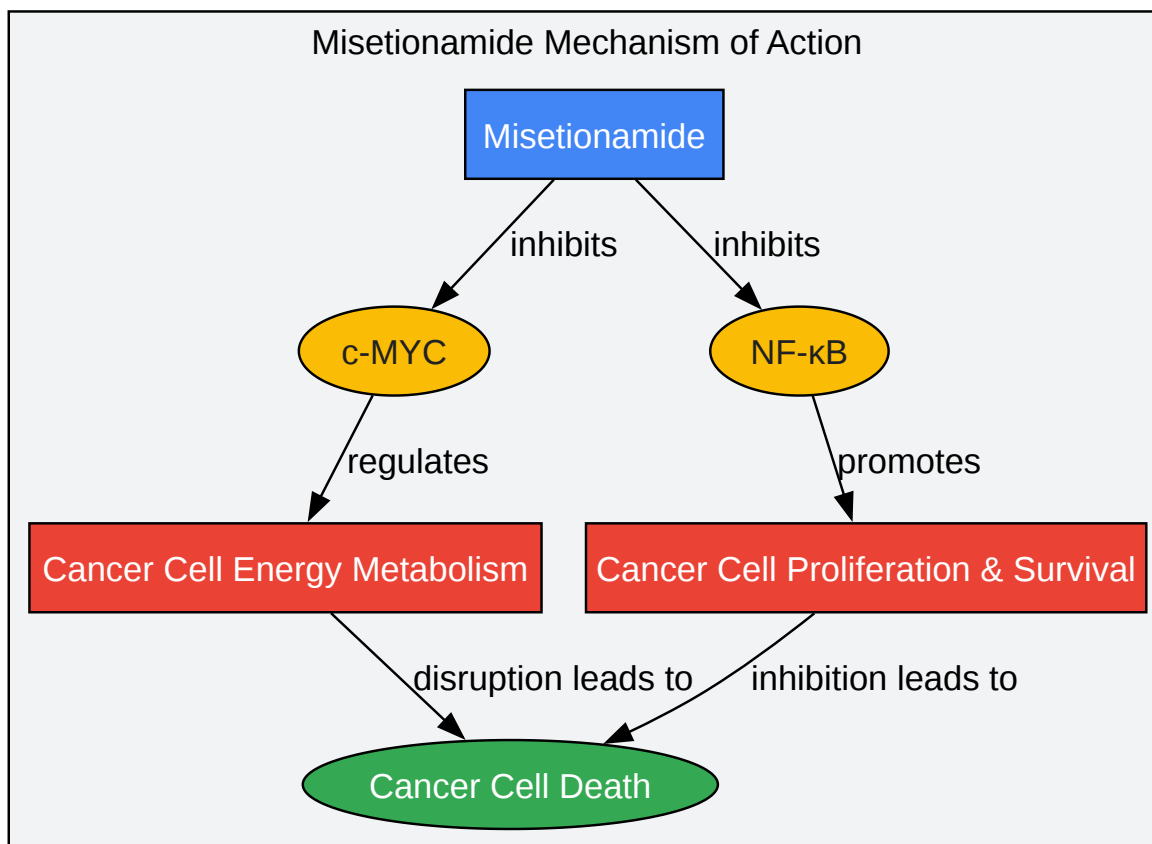 Misetionamide Mechanism of Action
Misetionamide
inhibits
inhibits
c-MYC
NF-κB
regulates
promotes
Cancer Cell Energy Metabolism
Cancer Cell Proliferation & Survival
disruption leads to
inhibition leads to
Cancer Cell Death